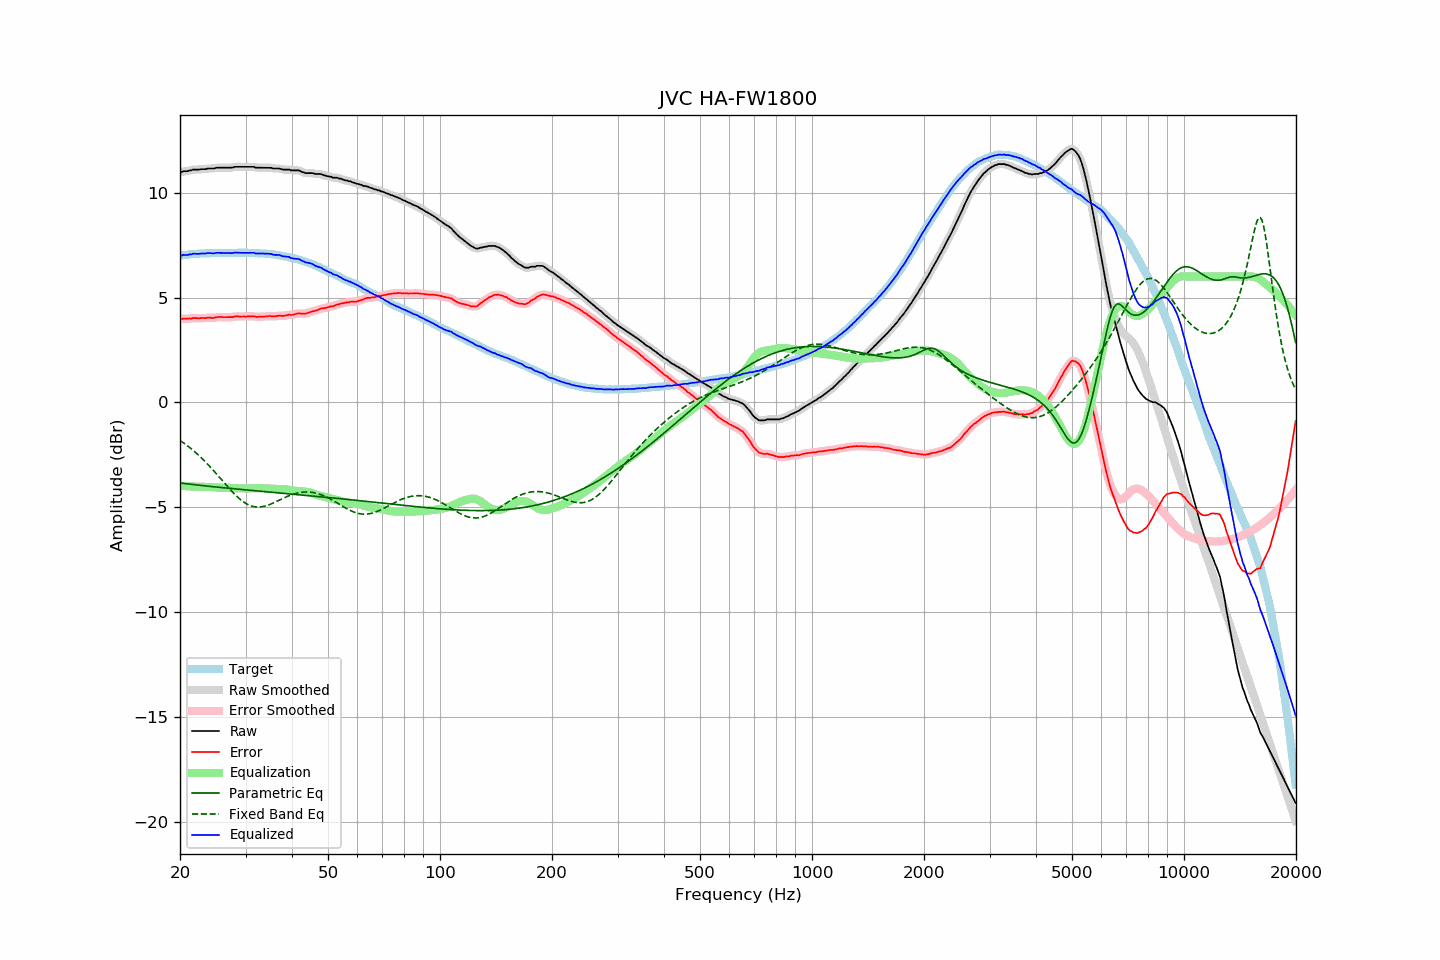 JVC HA-FW1800
Amplitude (dBr)
10
5
0
−5
−10
−15
−20
Target
Raw Smoothed
Error Smoothed
Raw
Error
Equalization
Parametric Eq
Fixed Band Eq
Equalized
20 50 100 200 500 1000 2000 5000 10000 20000
Frequency (Hz)